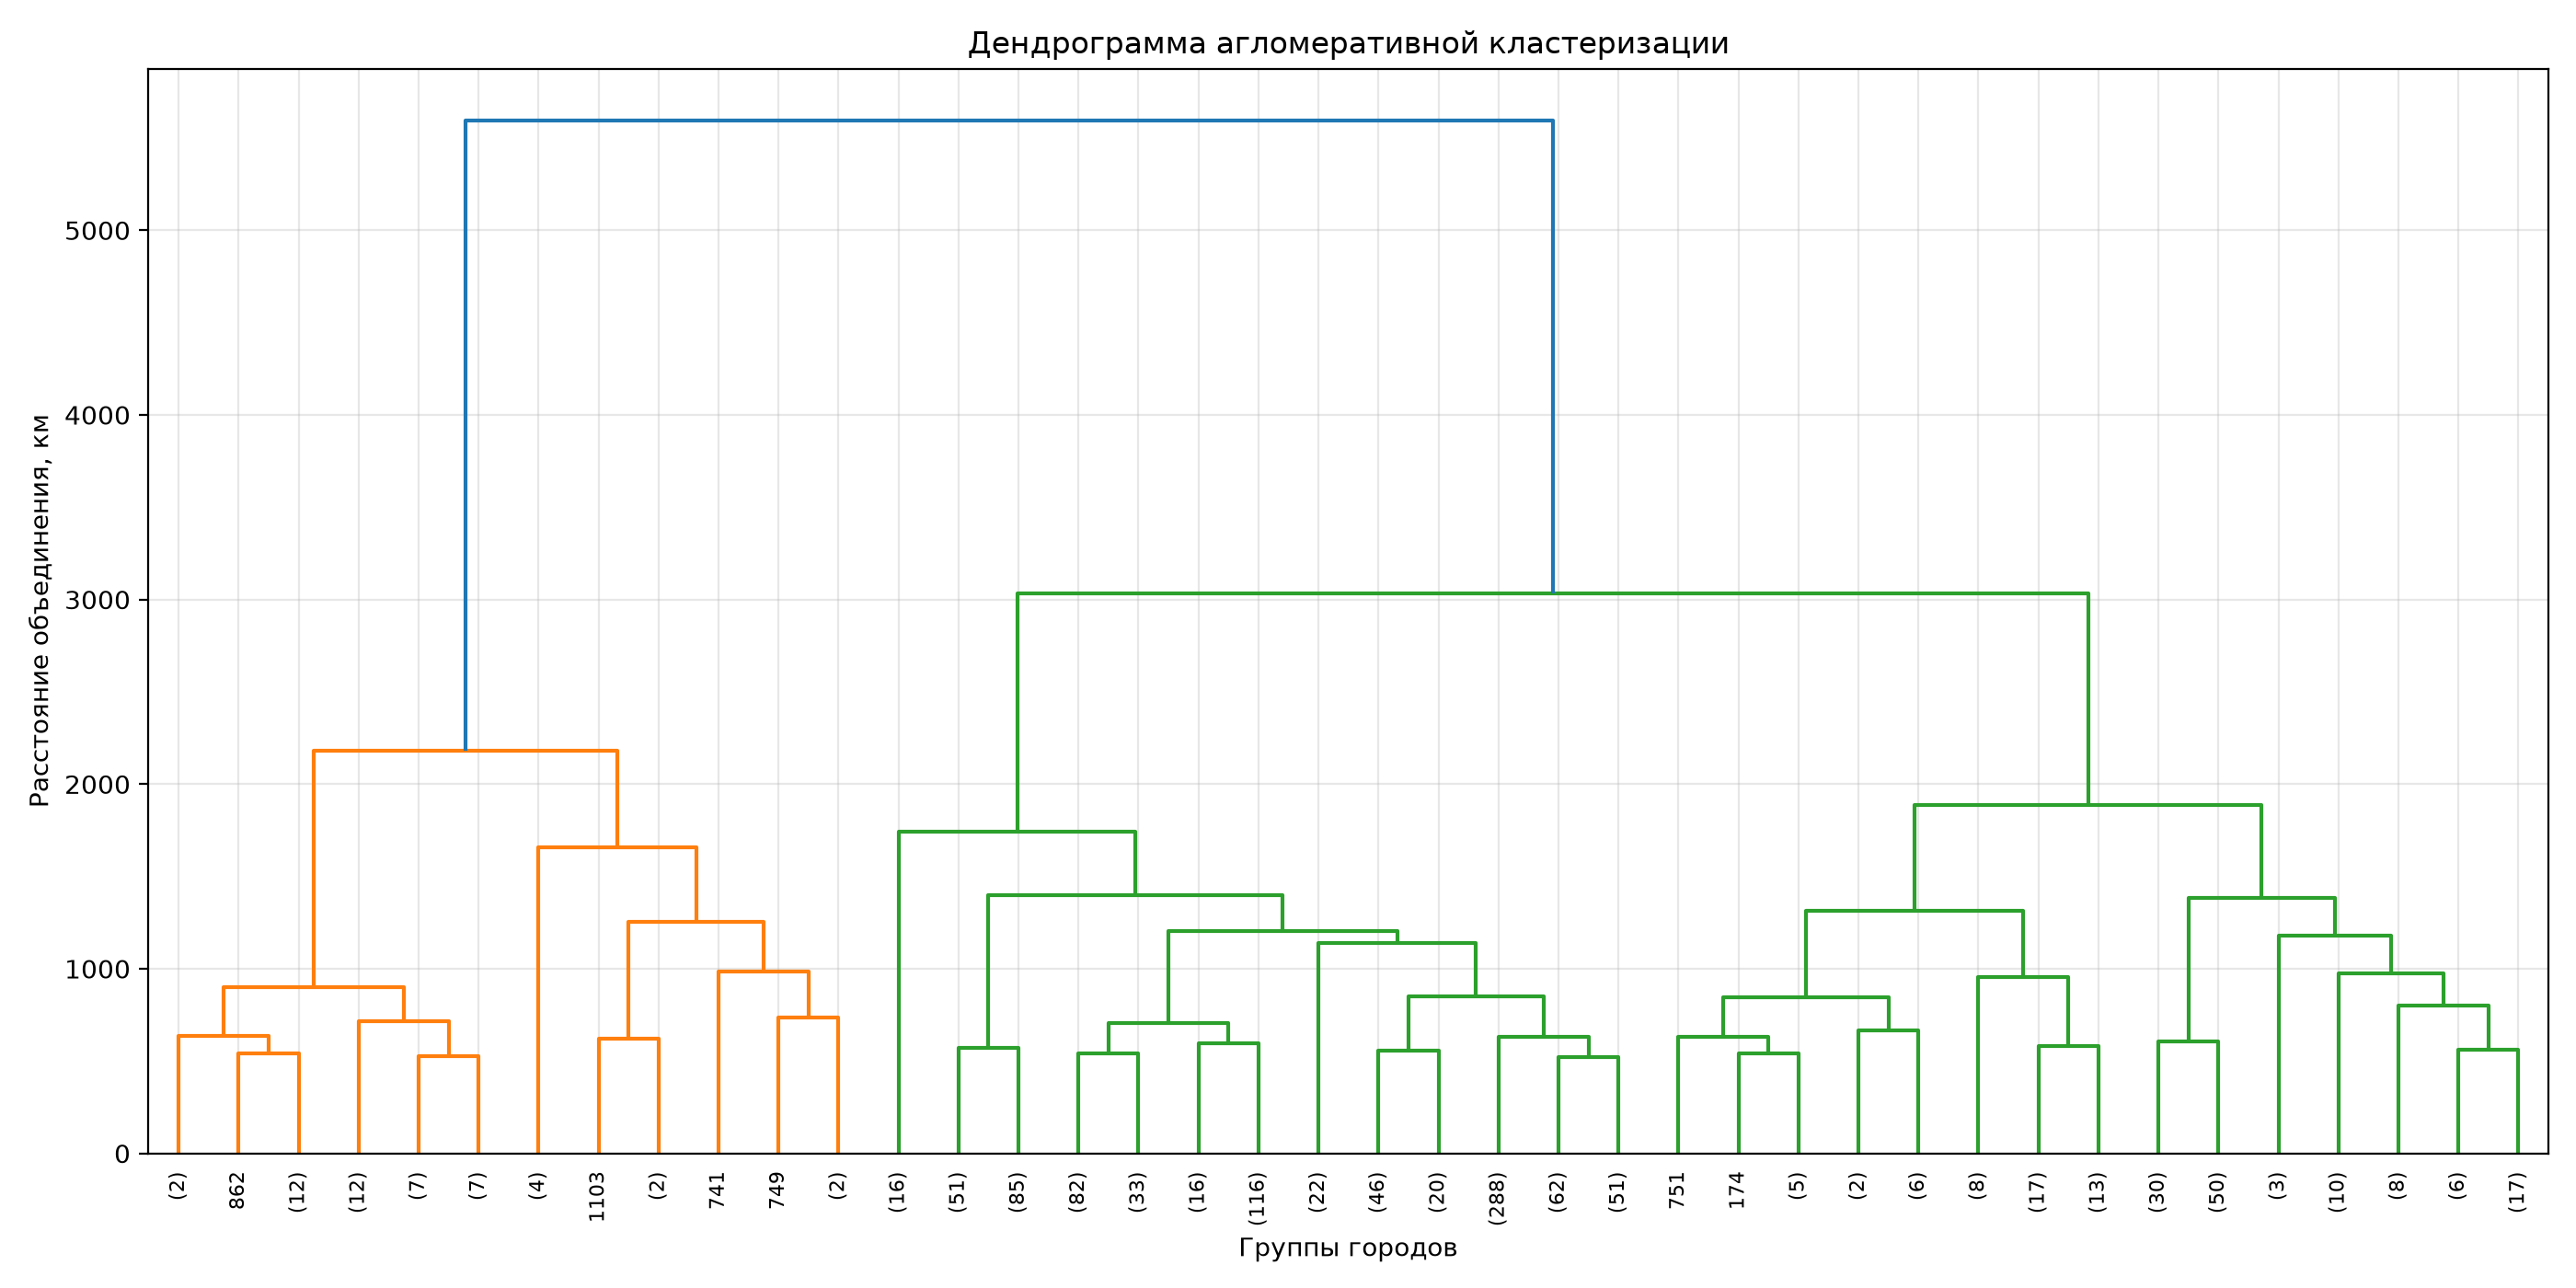 Дендрограмма агломеративной кластеризации
Расстояние объединения, км
5000
4000
3000
2000
1000
0
(2) 862 (12) (12) (7) (7) (4) 1103 (2) 741 749 (2) (16) (51) (85) (82) (33) (16) (116) (22) (46) (20) (288) (62) (51) 751 174 (5) (2) (6) (8) (17) (13) (30) (50) (3) (10) (8) (6) (17)
Группы городов